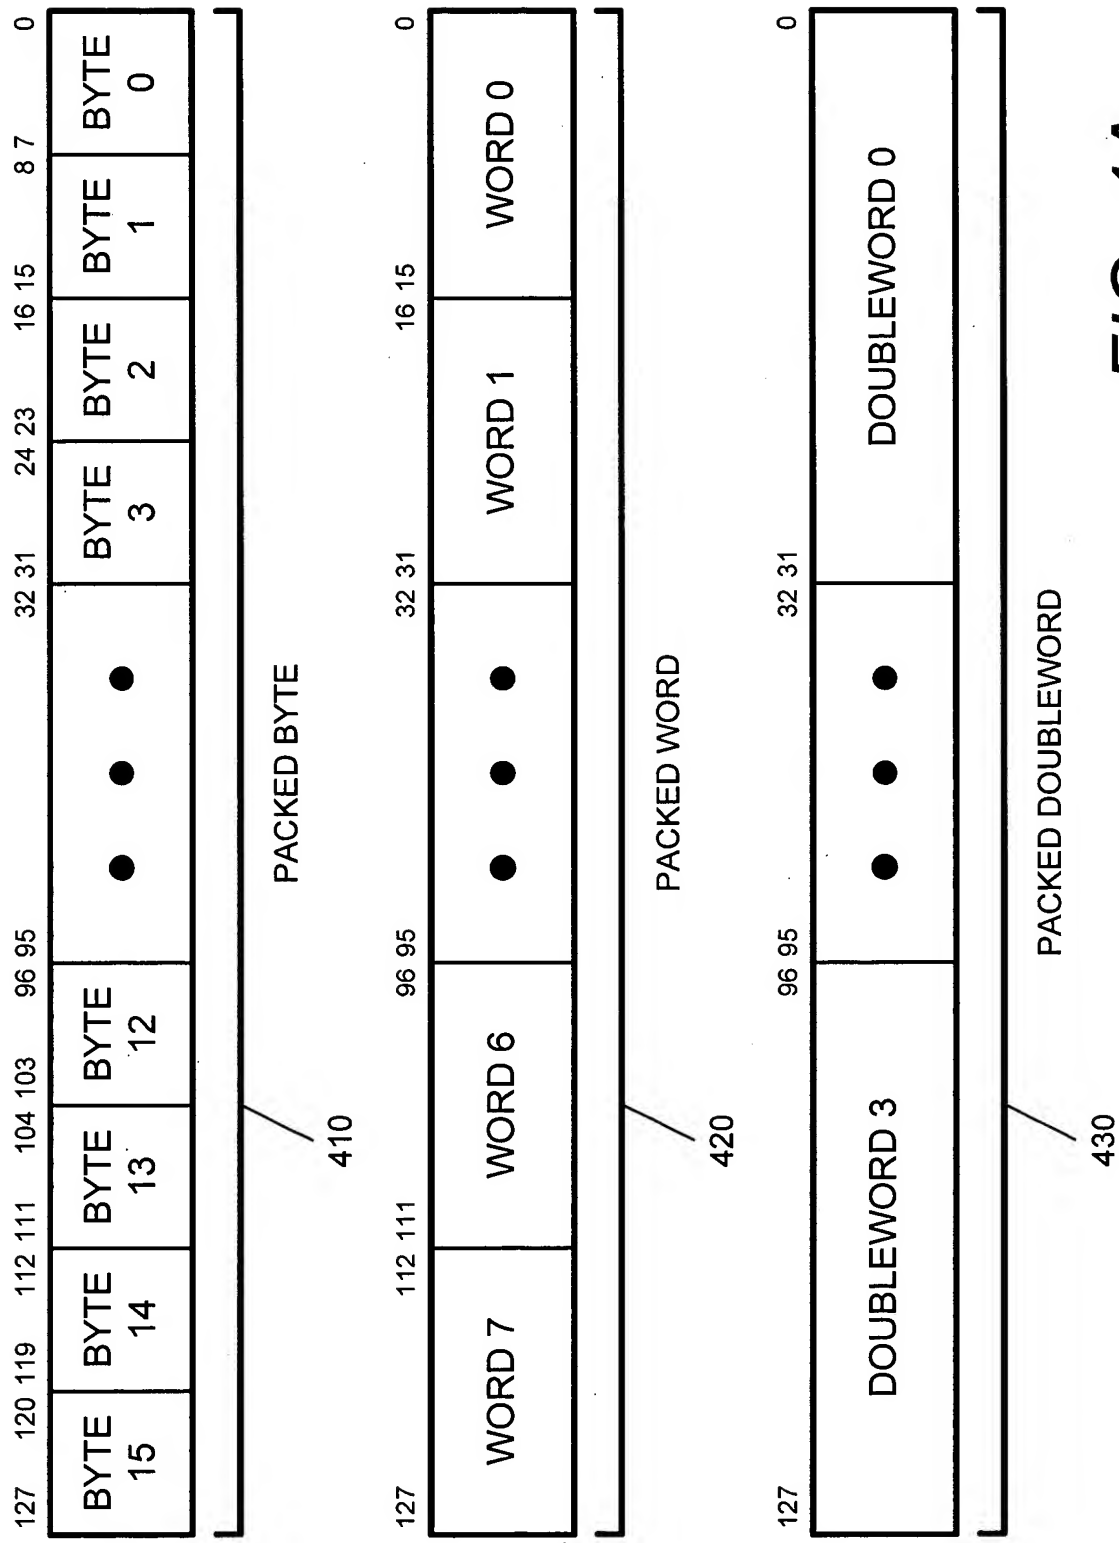 127 120 119 112 111 104 103 96 95 32 31 24 23 16 15 8 7 0
BYTE 15 BYTE 14 BYTE 13 BYTE 12 BYTE 3 BYTE 2 BYTE 1 BYTE 0
PACKED BYTE
410
127 112 111 96 95 32 31 16 15 0
WORD 7 WORD 6 WORD 1 WORD 0
PACKED WORD
420
127 96 95 32 31 0
DOUBLEWORD 3 DOUBLEWORD 0
PACKED DOUBLEWORD
430